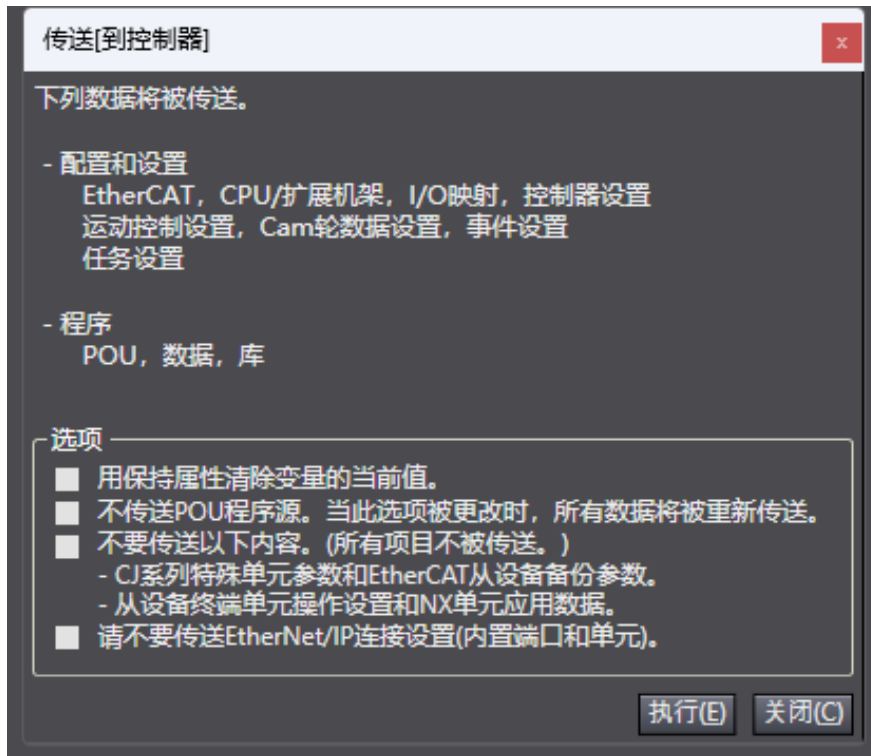 传送[到控制器]
x
下列数据将被传送。
- 配置和设置
EtherCAT，CPU/扩展机架，I/O映射，控制器设置
运动控制设置，Cam轮数据设置，事件设置
任务设置
- 程序
POU，数据，库
选项
用保持属性清除变量的当前值。
不传送POU程序源。当此选项被更改时，所有数据将被重新传送。
不要传送以下内容。(所有项目不被传送。)
- CJ系列特殊单元参数和EtherCAT从设备备份参数。
- 从设备终端单元操作设置和NX单元应用数据。
请不要传送EtherNet/IP连接设置(内置端口和单元)。
执行(E) 关闭(C)